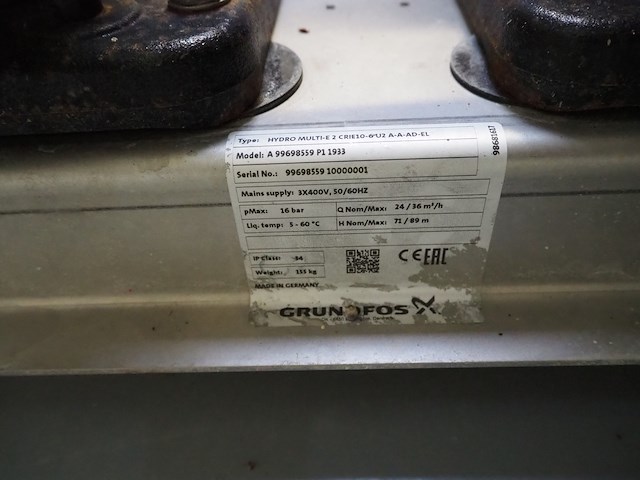 Type: HYDRO MULTI-E 2 CRIE10-6 U2 A-A-AD-EL
Model: A 99698559 P1 1933
Serial No.: 99698559 10000001
Mains supply: 3X400V, 50/60HZ
pMax: 16 bar Q Nom/Max: 24 / 36 m³/h
Liq. temp: 5 - 60 °C H Nom/Max: 71 / 89 m
IP Class: 54
Weight: 155 kg
CE EAC
MADE IN GERMANY
GRUNDFOS X
98681617